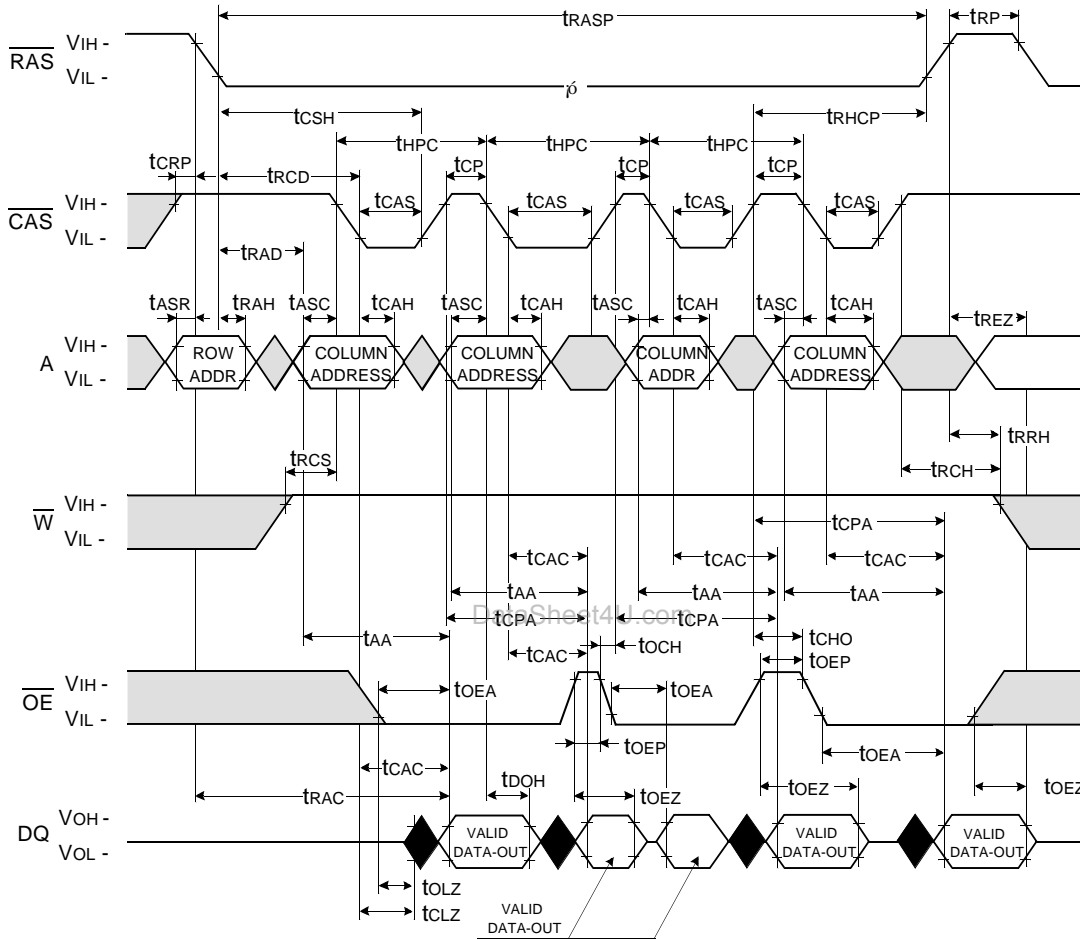 tRASP tRP
RAS VIH -
VIL -
tCSH tRHCP
tHPC tHPC tHPC
tCRP tRCD tCP tCP tCP
CAS VIH -
VIL -
tCAS tCAS tCAS tCAS
tRAD
tASR tRAH tASC tCAH tASC tCAH tASC tCAH tASC tCAH tREZ
A VIH -
VIL -
ROW ADDR
COLUMN ADDRESS
COLUMN ADDRESS
COLUMN ADDR
COLUMN ADDRESS
tRRH
tRCS tRCH
W VIH -
VIL -
tCPA
tCAC tCAC tCAC
tAA tAA tAA
DataSheet4U.com
tCPA tCPA
tAA tOCH tCHO
tCAC tOEP
OE VIH -
VIL -
tOEA tOEA
tOEP tOEA
tCAC tDOH
tRAC tOEZ tOEZ tOEZ
DQ VOH -
VOL -
VALID DATA-OUT
VALID DATA-OUT
VALID DATA-OUT
tOLZ
tCLZ
VALID
DATA-OUT